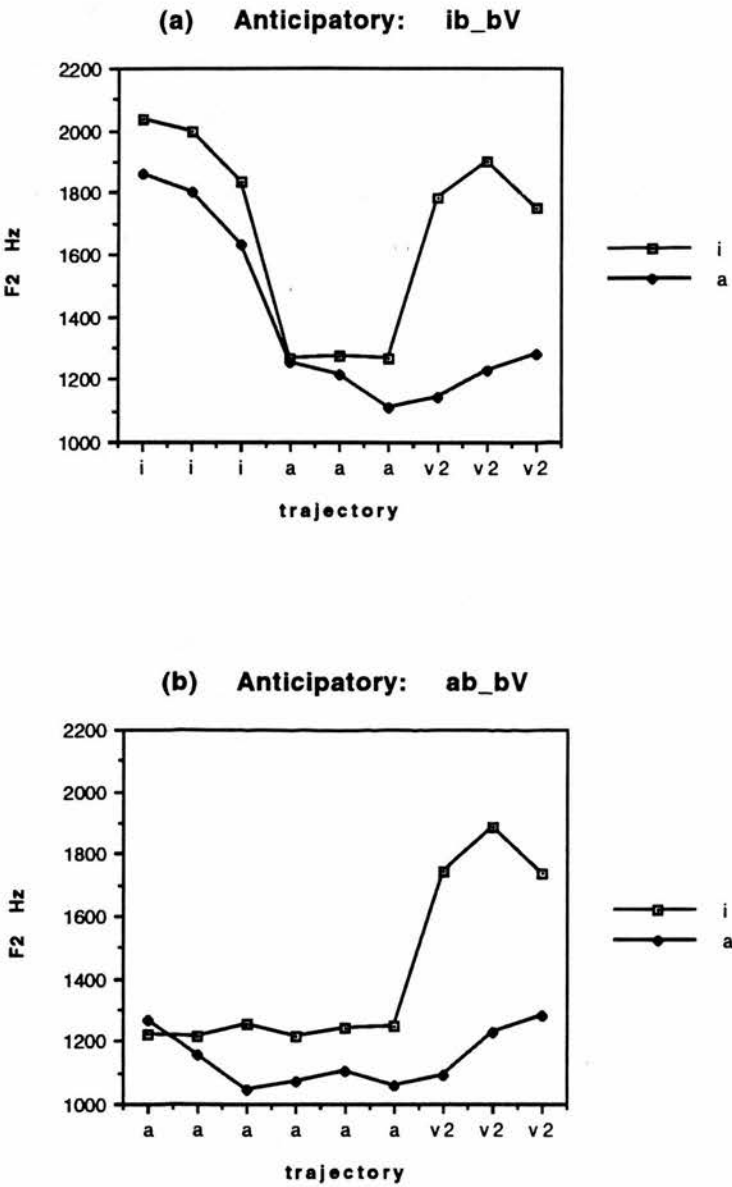 (a) Anticipatory: ib_bV
2200
2000
1800
1600
1400
1200
1000
F2 Hz
i i i a a a v2 v2 v2
trajectory
i
a
(b) Anticipatory: ab_bV
2200
2000
1800
1600
1400
1200
1000
F2 Hz
a a a a a a v2 v2 v2
trajectory
i
a